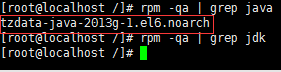 [root@localhost /]# rpm -qa | grep java
tzdata-java-2013g-1.el6.noarch
[root@localhost /]# rpm -qa | grep jdk
[root@localhost /]#